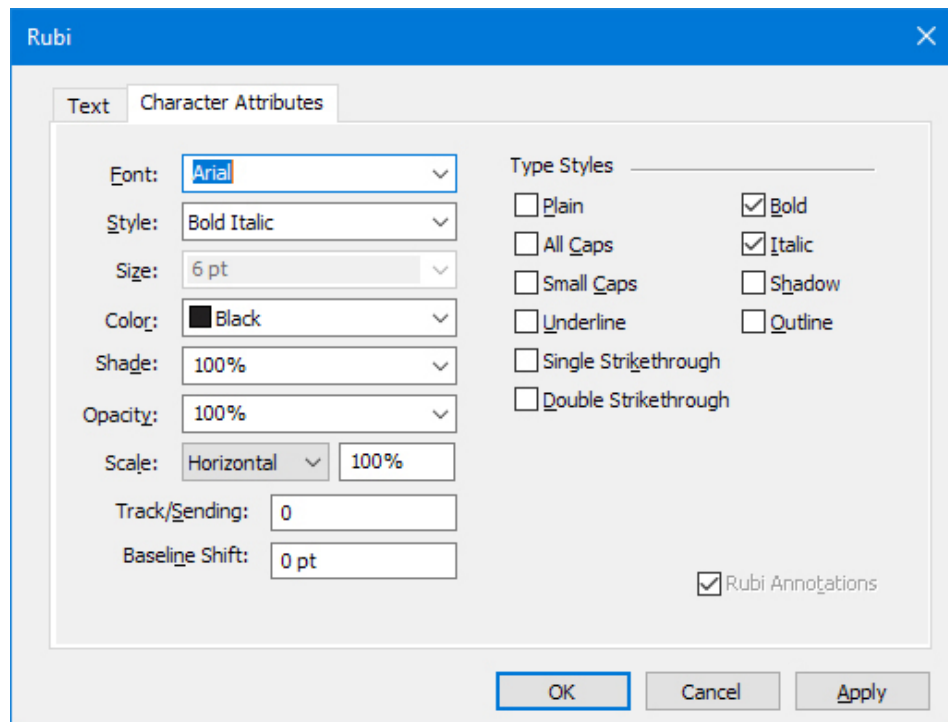 Rubi
Text
Character Attributes
Font: Arial
Style: Bold Italic
Size: 6 pt
Color: Black
Shade: 100%
Opacity: 100%
Scale: Horizontal 100%
Track/Sending: 0
Baseline Shift: 0 pt
Type Styles
Plain
Bold
All Caps
Italic
Small Caps
Shadow
Underline
Outline
Single Strikethrough
Double Strikethrough
Rubi Annotations
OK
Cancel
Apply